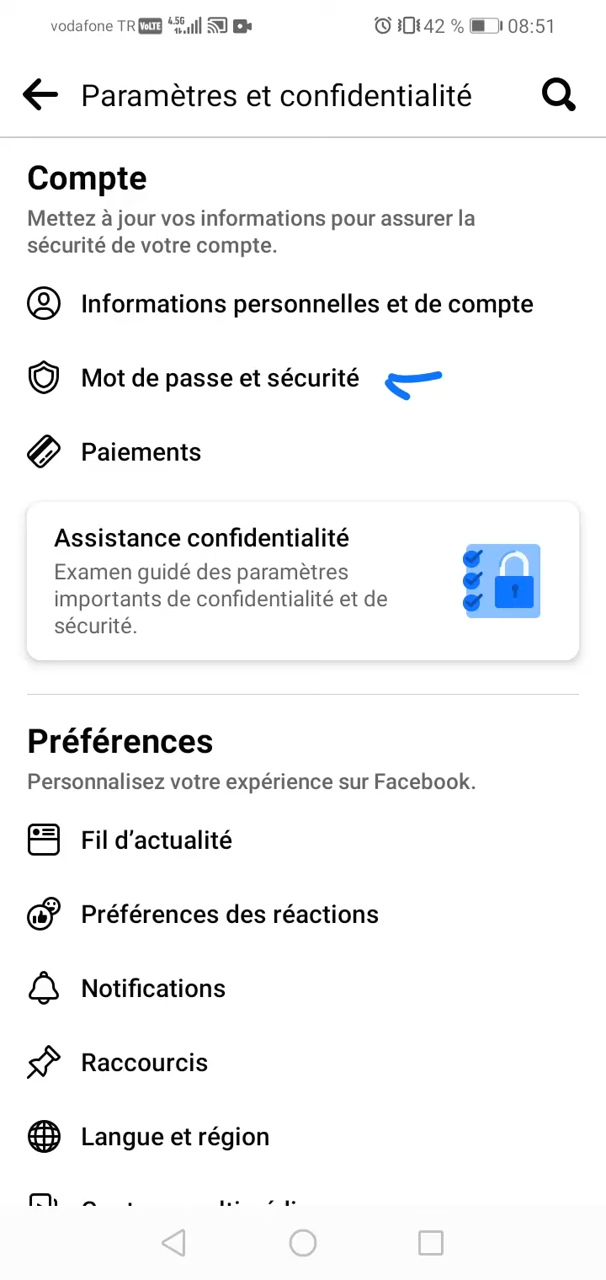 vodafone TR VoLTE 4.5G 42 % 08:51
Paramètres et confidentialité
Compte
Mettez à jour vos informations pour assurer la
sécurité de votre compte.
Informations personnelles et de compte
Mot de passe et sécurité
Paiements
Assistance confidentialité
Examen guidé des paramètres
importants de confidentialité et de
sécurité.
Préférences
Personnalisez votre expérience sur Facebook.
Fil d’actualité
Préférences des réactions
Notifications
Raccourcis
Langue et région